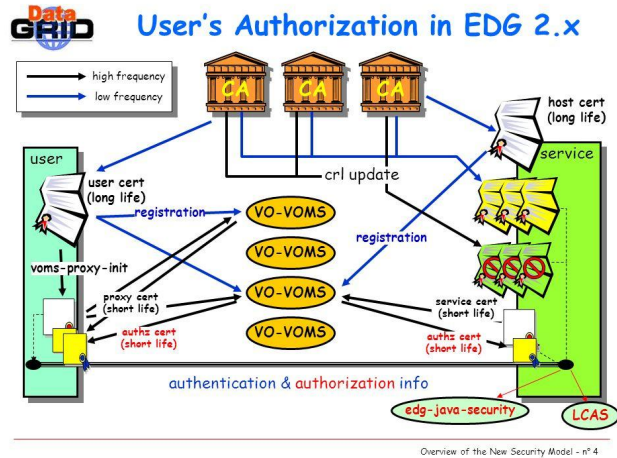 Data
GRID
User's Authorization in EDG 2.x
high frequency
low frequency
CA
CA
CA
host cert
(long life)
user
service
crl update
user cert
(long life)
registration
VO-VOMS
registration
VO-VOMS
voms-proxy-init
VO-VOMS
proxy cert
(short life)
service cert
(short life)
authz cert
(short life)
VO-VOMS
authz cert
(short life)
authentication & authorization info
edg-java-security
LCAS
Overview of the New Security Model - n° 4